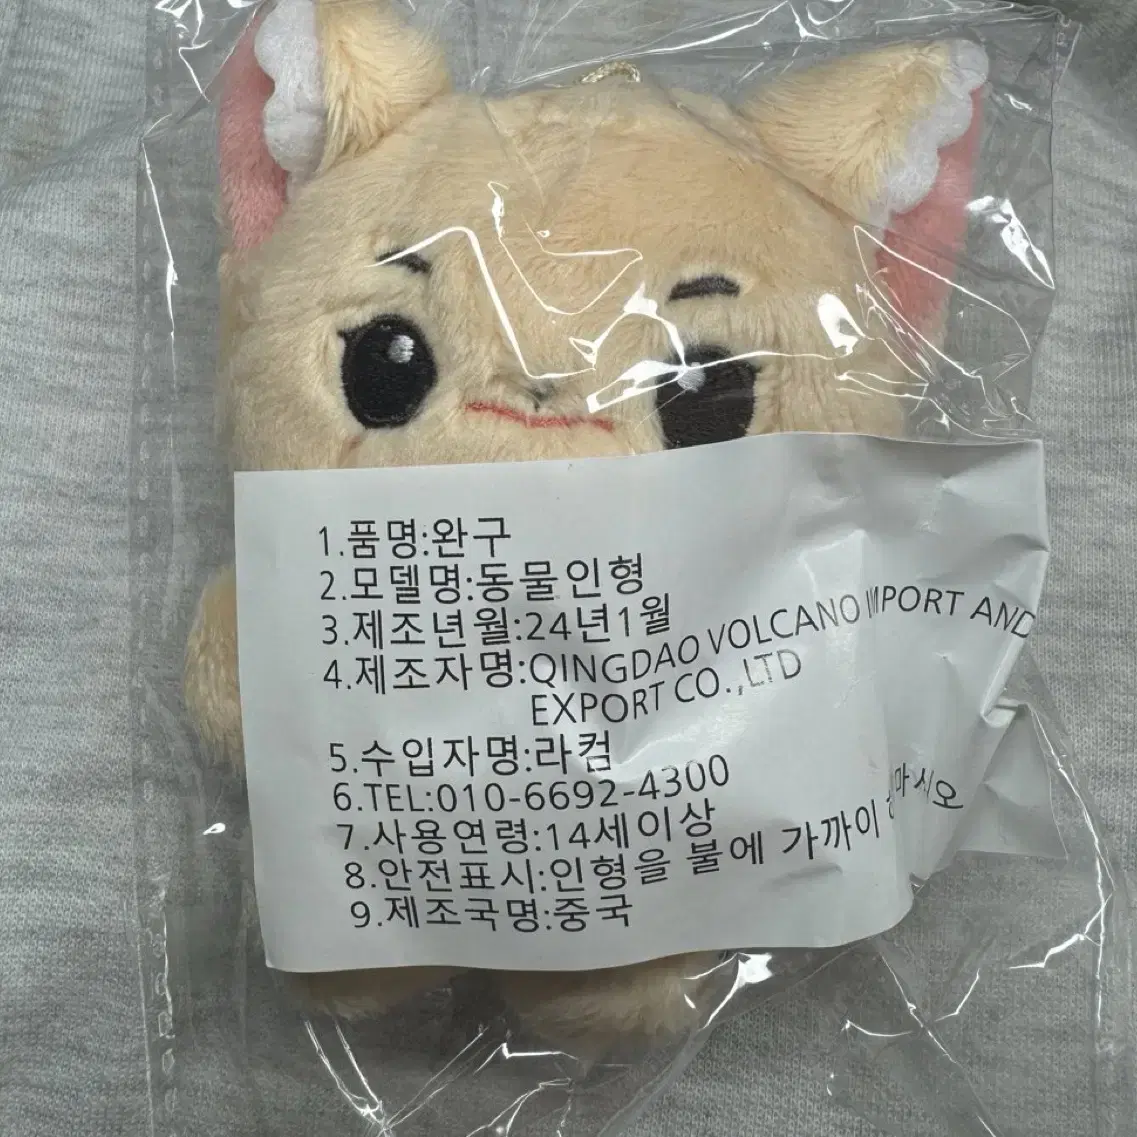 1.품명:완구
2.모델명:동물인형
3.제조년월:24년1월
4.제조자명:QINGDAO VOLCANO IMPORT AND
EXPORT CO.,LTD
5.수입자명:라컴
6.TEL:010-6692-4300
7.사용연령:14세이상
8.안전표시:인형을 불에 가까이
9.제조국명:중국